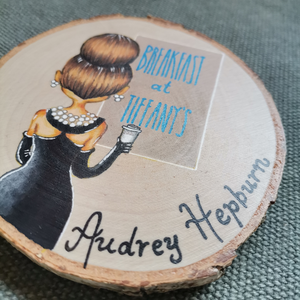 BREAKFAST
at
TIFFANY'S
Audrey Hepburn